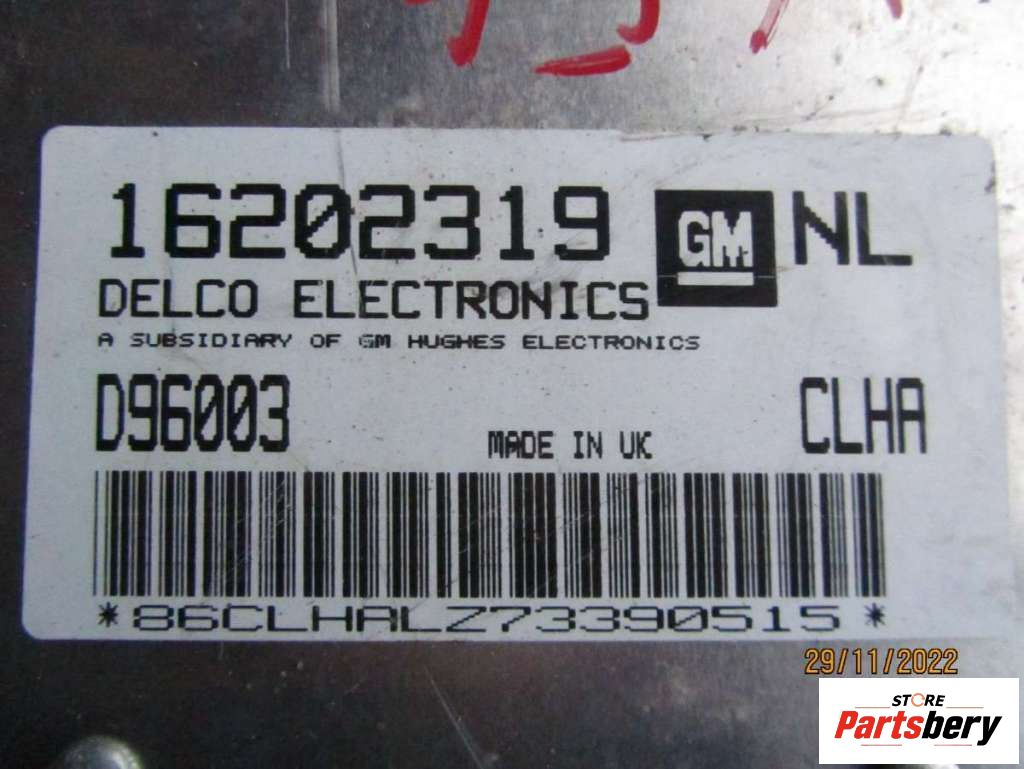 16202319 GM NL
DELCO ELECTRONICS
A SUBSIDIARY OF GM HUGHES ELECTRONICS
D96003 MADE IN UK CLHA
*86CLHALZ73390515*
29/11/2022
STORE
Partsbery